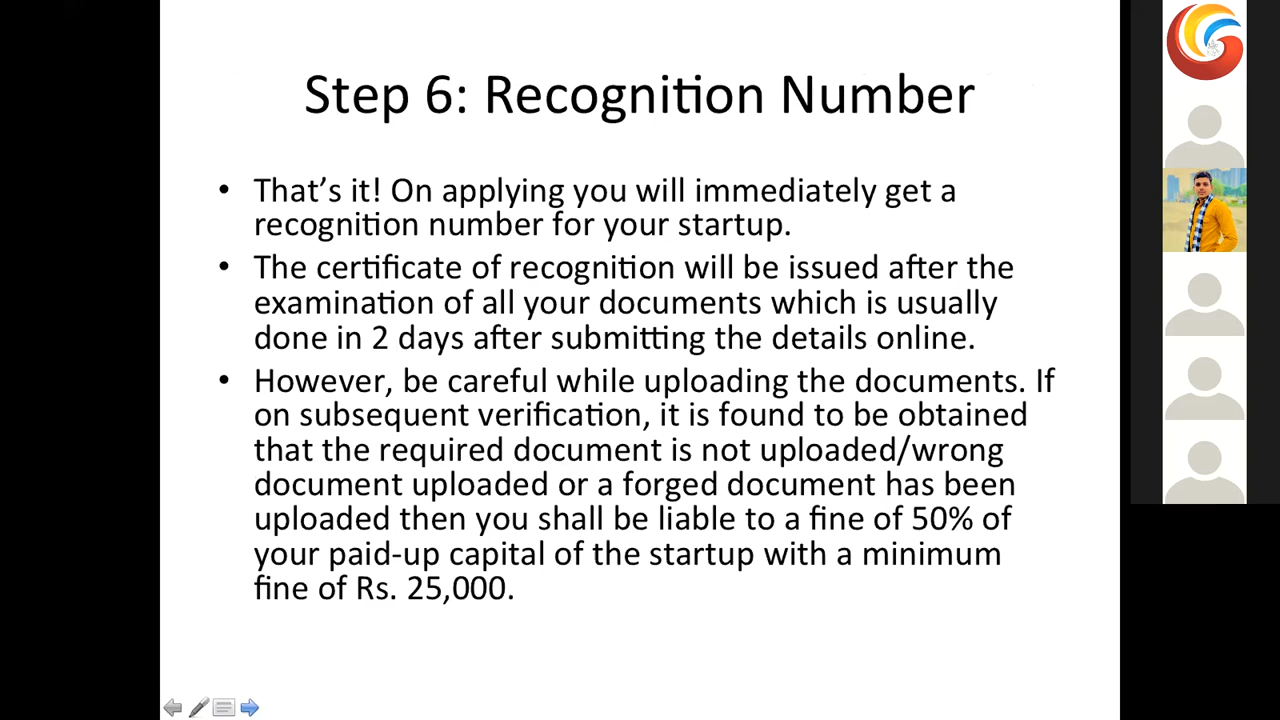 Step 6: Recognition Number
• That’s it! On applying you will immediately get a
recognition number for your startup.
• The certificate of recognition will be issued after the
examination of all your documents which is usually
done in 2 days after submitting the details online.
• However, be careful while uploading the documents. If
on subsequent verification, it is found to be obtained
that the required document is not uploaded/wrong
document uploaded or a forged document has been
uploaded then you shall be liable to a fine of 50% of
your paid-up capital of the startup with a minimum
fine of Rs. 25,000.